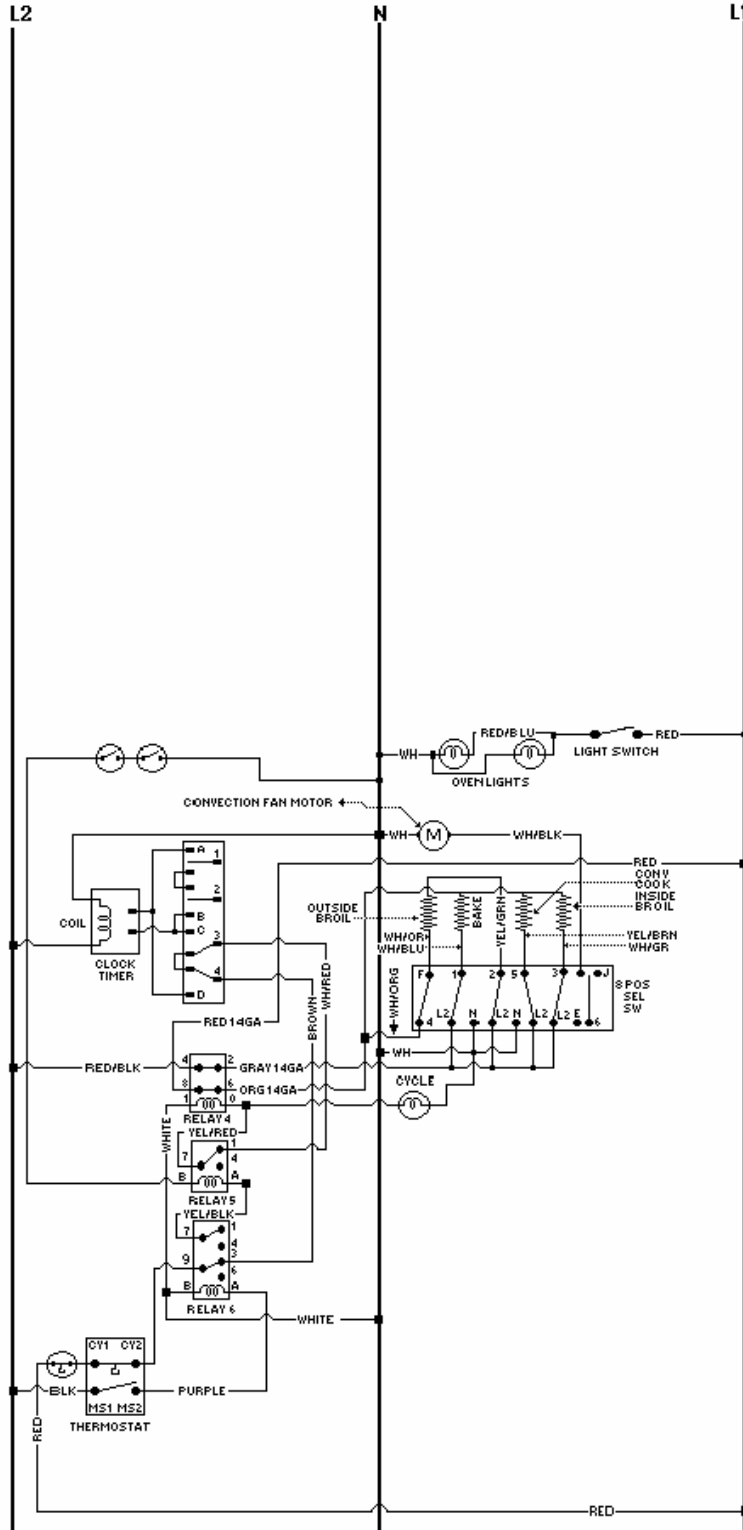 L2 N L1
WH RED/BLU RED
LIGHT SWITCH
OVEN LIGHTS
CONVECTION FAN MOTOR
WH M WH/BLK
RED
CONV
COOK
INSIDE
BROIL
OUTSIDE
BROIL
BAKE
YEL/GRN
WH/OR
WH/BLU
YEL/BRN
WH/GR
A
1
2
B
C
3
4
D
COIL
CLOCK
TIMER
WH/RED
BROWN
WH/ORG
F 1 2 5 3 J
4 L2 N L2 N L2 L2 E 6
8 POS
SEL
SW
RED 14GA
WH
RED/BLK 4 2 GRAY 14GA
8 6 ORG 14GA
1 0
RELAY 4
CYCLE
WHITE
YEL/RED
7 1
4
B A
RELAY 5
YEL/BLK
7 1
4
9 3
6
B A
RELAY 6
WHITE
CY1 CY2
BLK
MS1 MS2
PURPLE
THERMOSTAT
RED
RED